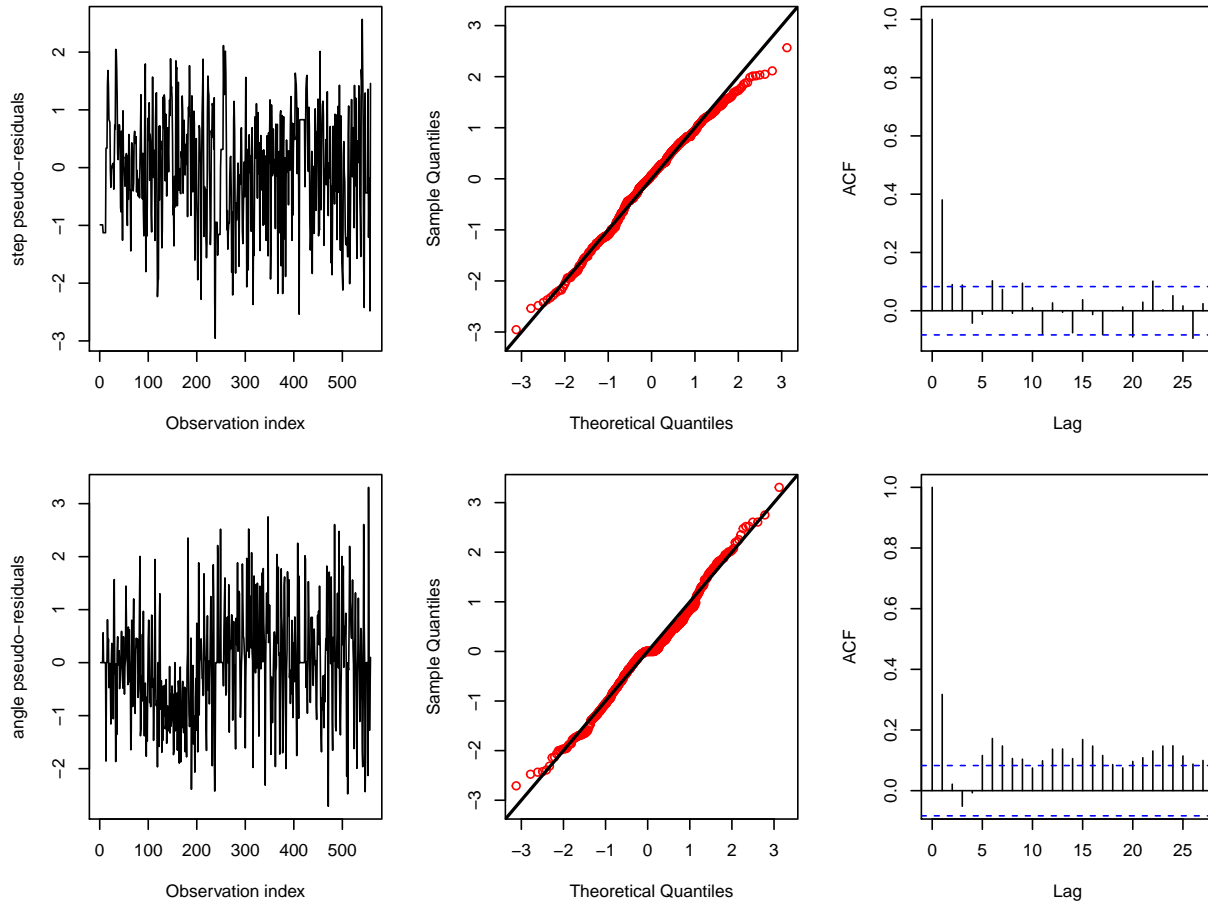 step pseudo−residuals
2
1
0
−1
−2
−3
0 100 200 300 400 500
Observation index
Sample Quantiles
3
2
1
0
−1
−2
−3
−3 −2 −1 0 1 2 3
Theoretical Quantiles
ACF
1.0
0.8
0.6
0.4
0.2
0.0
0 5 10 15 20 25
Lag
angle pseudo−residuals
3
2
1
0
−1
−2
0 100 200 300 400 500
Observation index
Sample Quantiles
3
2
1
0
−1
−2
−3
−3 −2 −1 0 1 2 3
Theoretical Quantiles
ACF
1.0
0.8
0.6
0.4
0.2
0.0
0 5 10 15 20 25
Lag